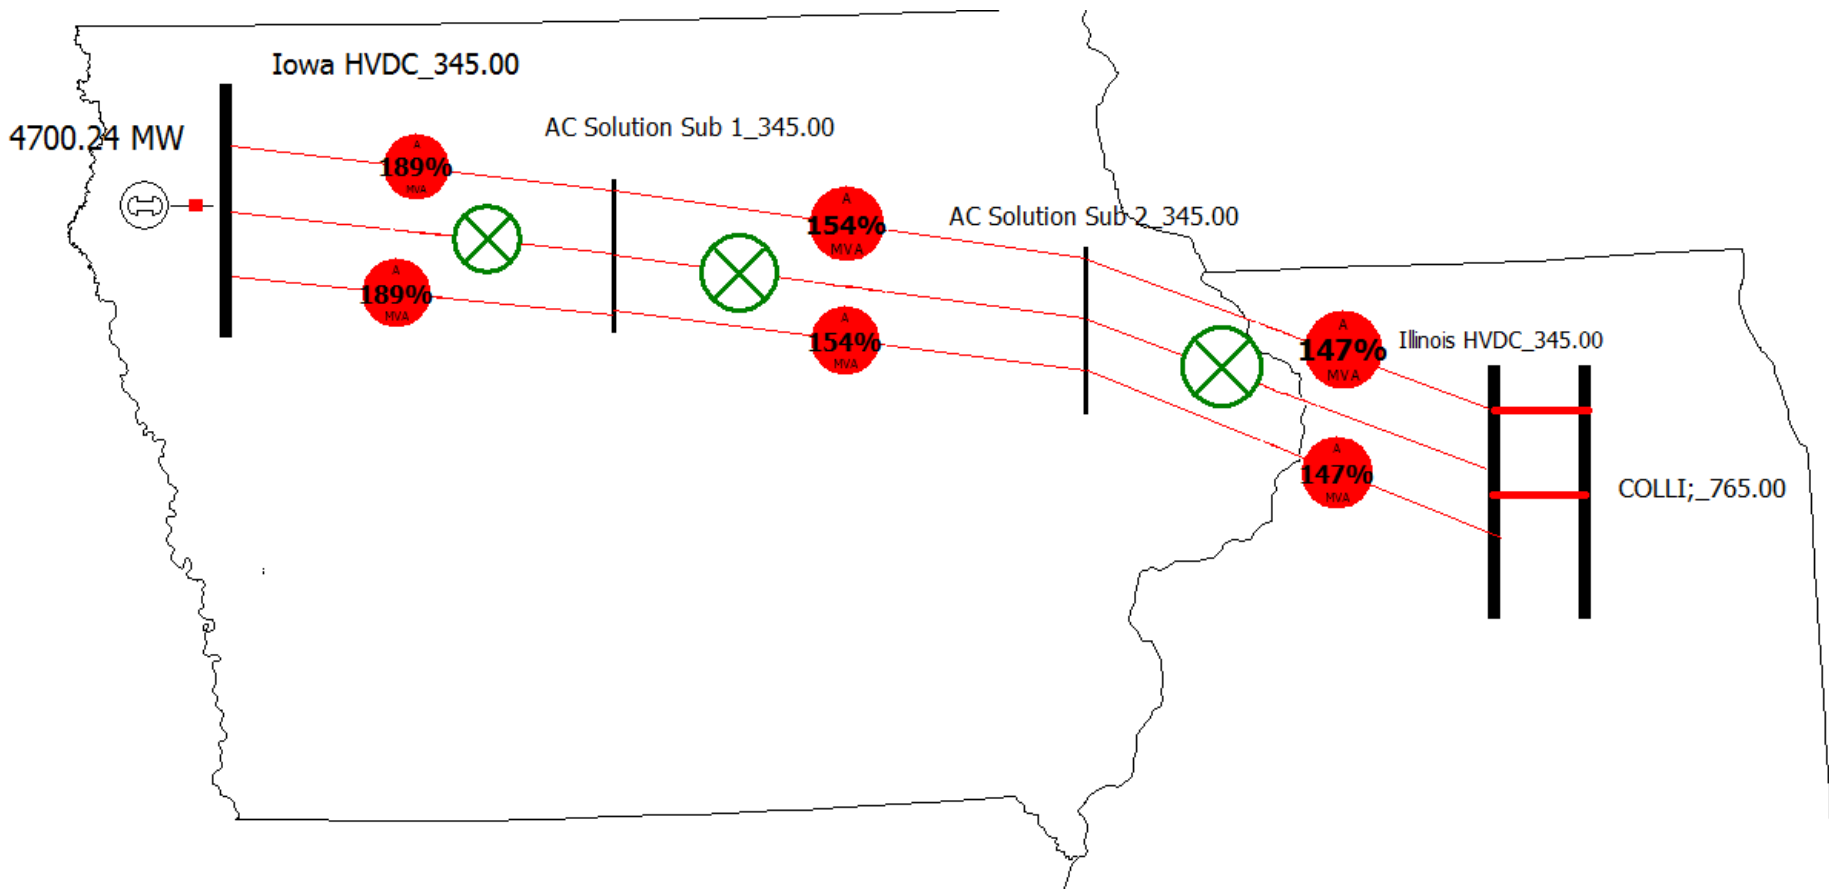 Iowa HVDC_345.00
4700.24 MW
AC Solution Sub 1_345.00
A
189%
MVA
A
154%
MVA
AC Solution Sub 2_345.00
A
189%
MVA
A
154%
MVA
A
147%
MVA
Illinois HVDC_345.00
A
147%
MVA
COLLI;_765.00